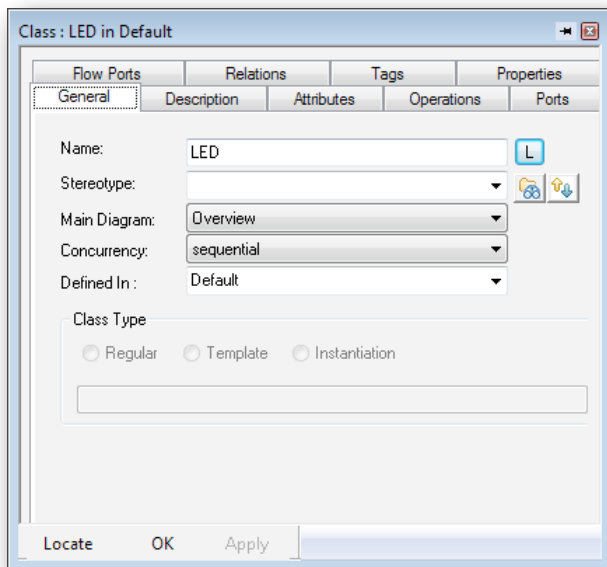 Class : LED in Default
Flow Ports Relations Tags Properties
General Description Attributes Operations Ports
Name: LED L
Stereotype:
Main Diagram: Overview
Concurrency: sequential
Defined In : Default
Class Type
Regular Template Instantiation
Locate OK Apply